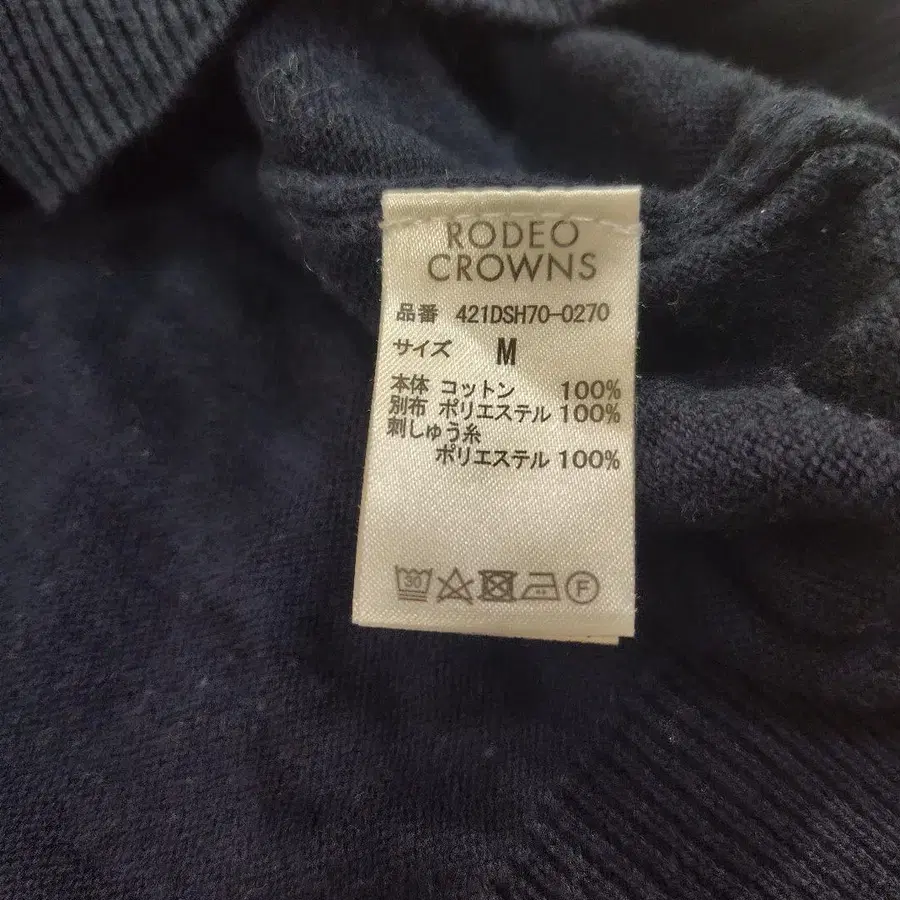 RODEO
CROWNS
品番 421DSH70-0270
サイズ M
本体 コットン 100%
別布 ポリエステル 100%
刺しゅう糸
ポリエステル 100%
30 F